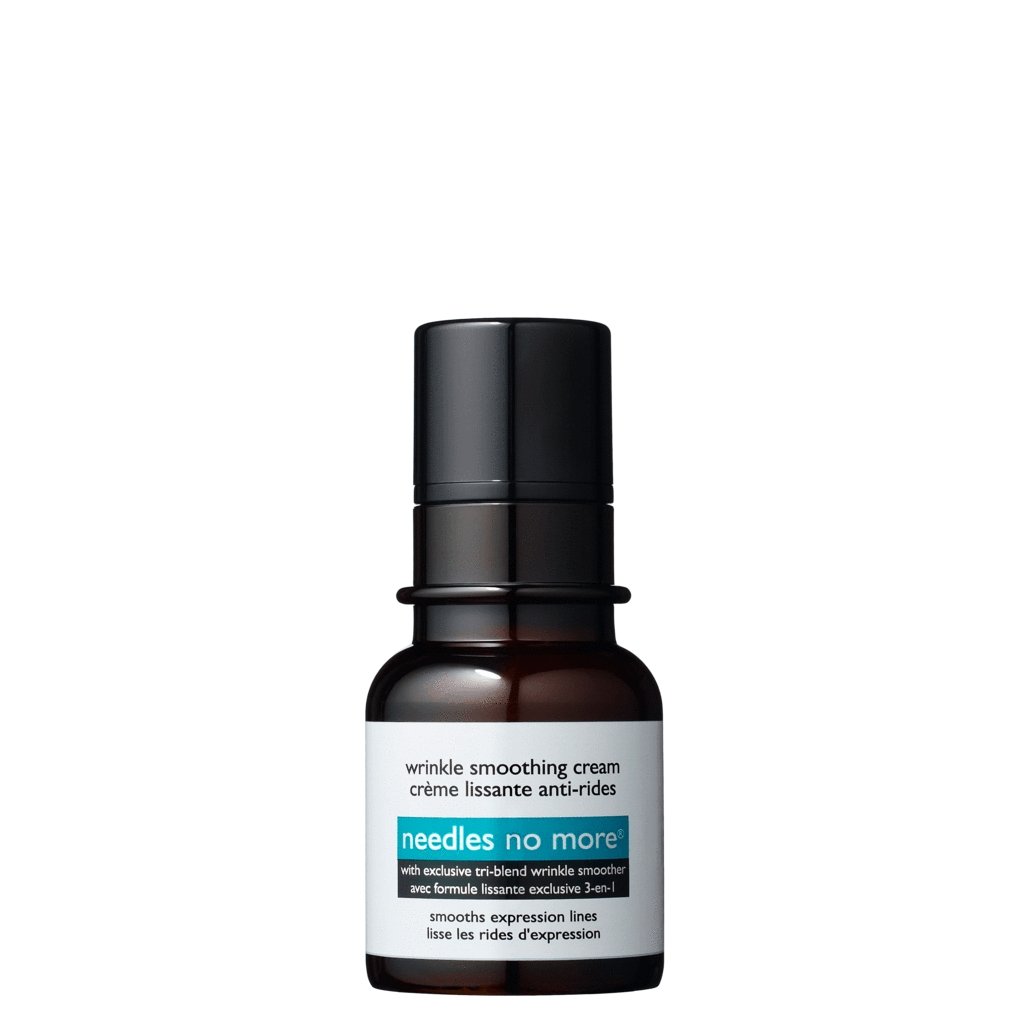 wrinkle smoothing cream
crème lissante anti-rides
needles no more®
with exclusive tri-blend wrinkle smoother
avec formule lissante exclusive 3-en-1
smooths expression lines
lisse les rides d'expression